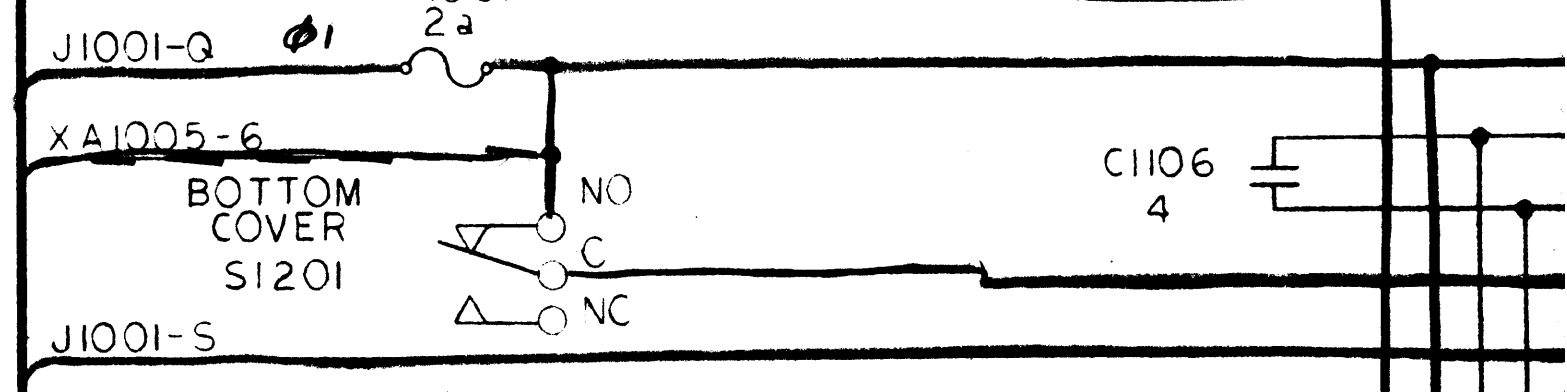 2a
J1001-Q ϕ1
XA1005-6
BOTTOM
COVER
S1201
NO
C
NC
C1106
4
J1001-S